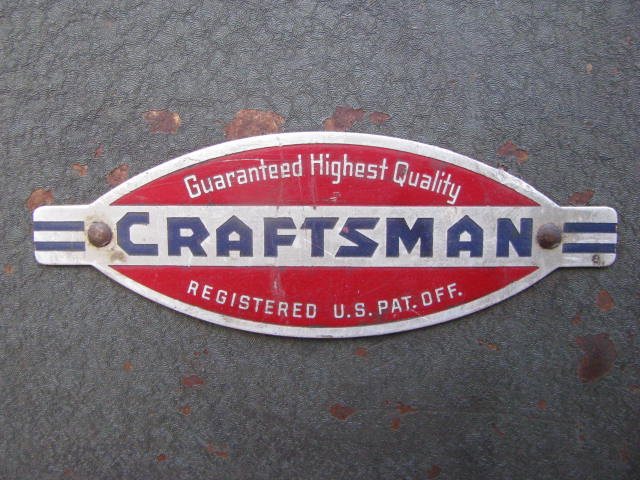 Guaranteed Highest Quality
CRAFTSMAN
REGISTERED U.S. PAT. OFF.